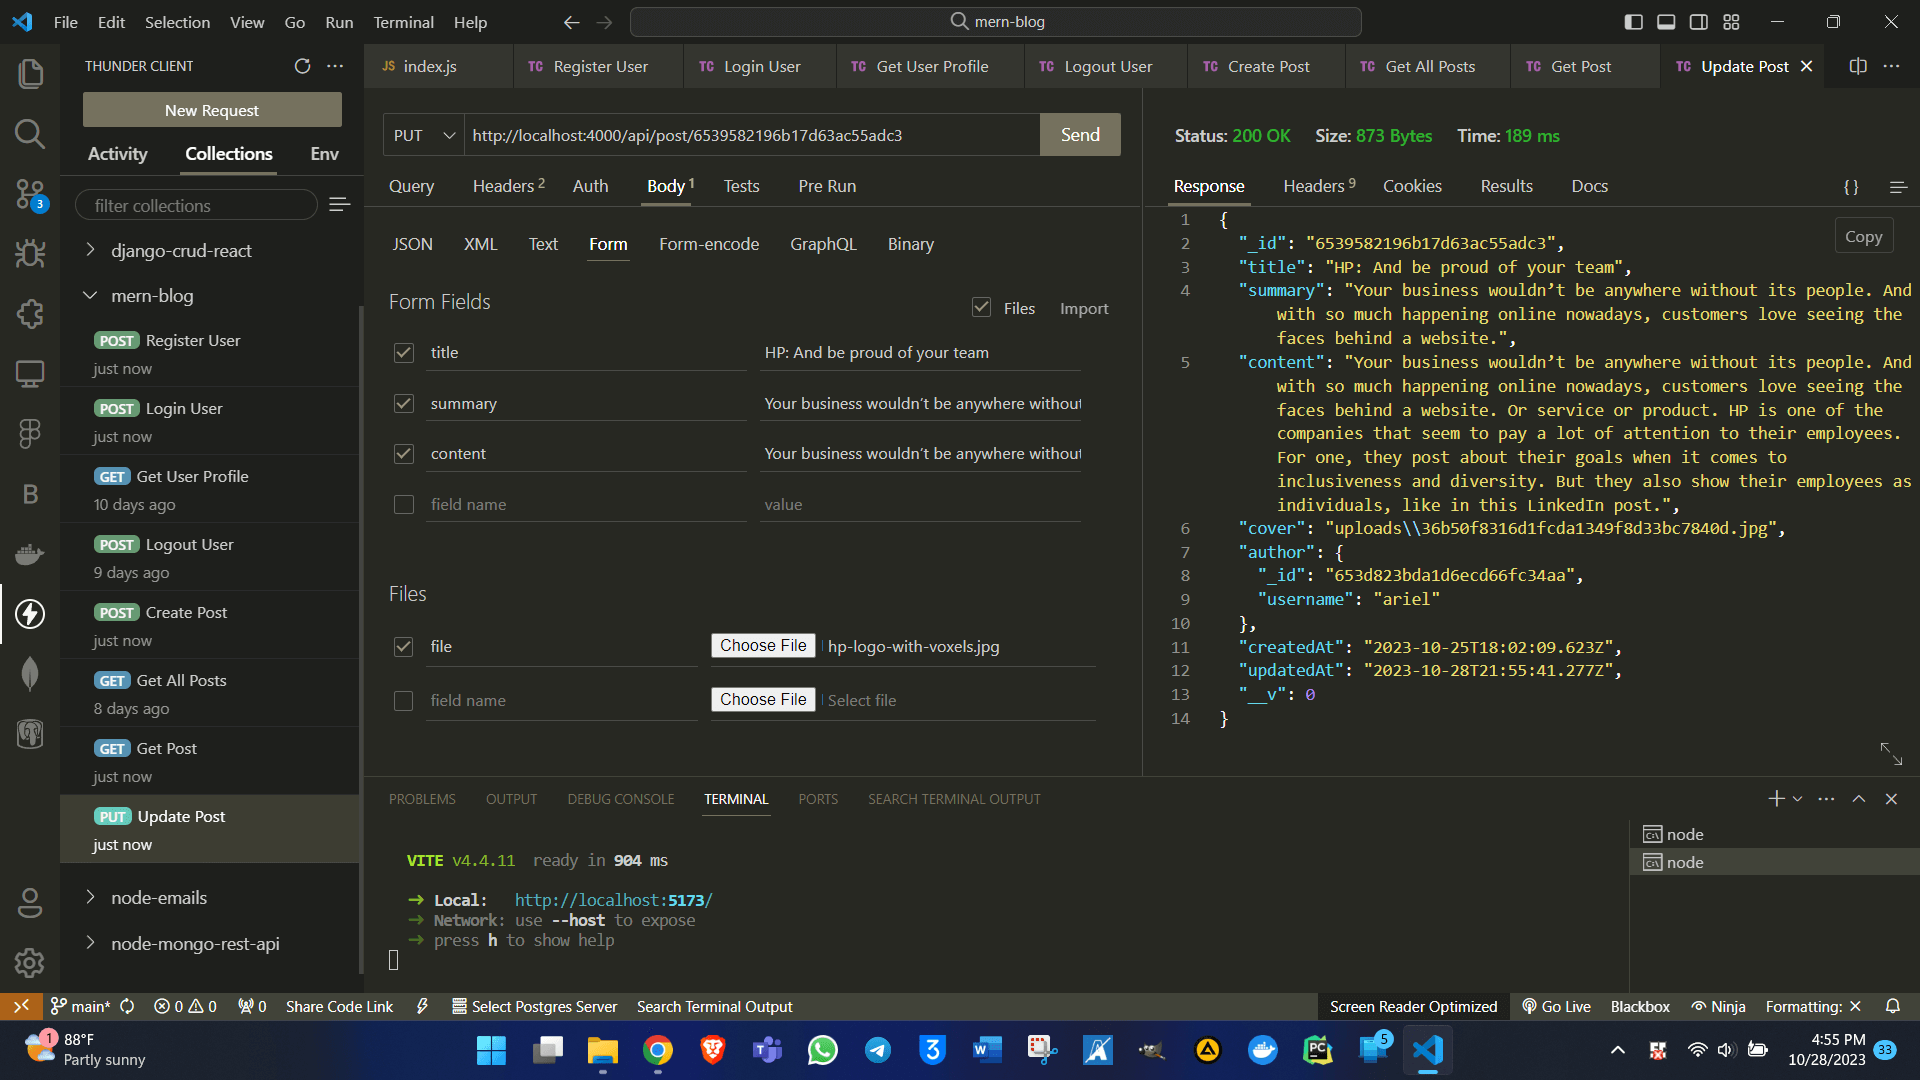 File Edit Selection View Go Run Terminal Help
mern-blog
THUNDER CLIENT
New Request
Activity Collections Env
filter collections
django-crud-react
mern-blog
POST Register User
just now
POST Login User
just now
GET Get User Profile
10 days ago
POST Logout User
9 days ago
POST Create Post
just now
GET Get All Posts
8 days ago
GET Get Post
just now
PUT Update Post
just now
node-emails
node-mongo-rest-api
3
B
JS index.js
TC Register User
TC Login User
TC Get User Profile
TC Logout User
TC Create Post
TC Get All Posts
TC Get Post
TC Update Post
PUT http://localhost:4000/api/post/6539582196b17d63ac55adc3 Send
Query Headers 2 Auth Body 1 Tests Pre Run
JSON XML Text Form Form-encode GraphQL Binary
Form Fields Files Import
title HP: And be proud of your team
summary Your business wouldn’t be anywhere without
content Your business wouldn’t be anywhere without
field name value
Files
file Choose File hp-logo-with-voxels.jpg
field name Choose File Select file
Status: 200 OK Size: 873 Bytes Time: 189 ms
Response Headers 9 Cookies Results Docs {}
Copy
1 {
2 "_id": "6539582196b17d63ac55adc3",
3 "title": "HP: And be proud of your team",
4 "summary": "Your business wouldn’t be anywhere without its people. And
with so much happening online nowadays, customers love seeing the
faces behind a website.",
5 "content": "Your business wouldn’t be anywhere without its people. And
with so much happening online nowadays, customers love seeing the
faces behind a website. Or service or product. HP is one of the
companies that seem to pay a lot of attention to their employees.
For one, they post about their goals when it comes to
inclusiveness and diversity. But they also show their employees as
individuals, like in this LinkedIn post.",
6 "cover": "uploads\\36b50f8316d1fcda1349f8d33bc7840d.jpg",
7 "author": {
8 "_id": "653d823bda1d6ecd66fc34aa",
9 "username": "ariel"
10 },
11 "createdAt": "2023-10-25T18:02:09.623Z",
12 "updatedAt": "2023-10-28T21:55:41.277Z",
13 "__v": 0
14 }
PROBLEMS OUTPUT DEBUG CONSOLE TERMINAL PORTS SEARCH TERMINAL OUTPUT
VITE v4.4.11 ready in 904 ms
➜ Local: http://localhost:5173/
➜ Network: use --host to expose
➜ press h to show help
node
node
main* 0 0 0 Share Code Link Select Postgres Server Search Terminal Output
Screen Reader Optimized Go Live Blackbox Ninja Formatting: ✕
1 88°F
Partly sunny
3 W PC 5
4:55 PM
10/28/2023 33